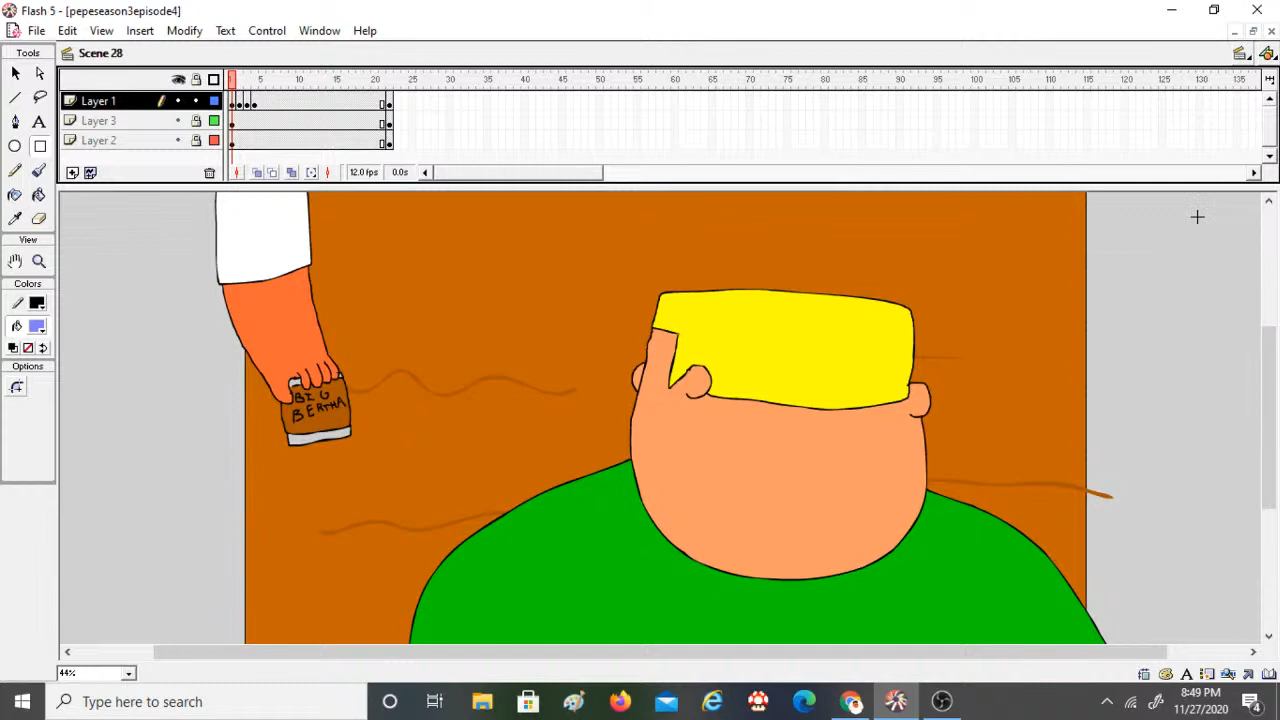 Flash 5 - [pepeseason3episode4]
File Edit View Insert Modify Text Control Window Help
Tools Scene 28
1 5 10 15 20 25 30 35 40 45 50 55 60 65 70 75 80 85 90 95 100 105 110 115 120 125 130 135
Layer 1
Layer 3
Layer 2
12.0 fps 0.0s
View
Colors
Options
BIG
BERTHA
44%
Type here to search
8:49 PM
11/27/2020
4